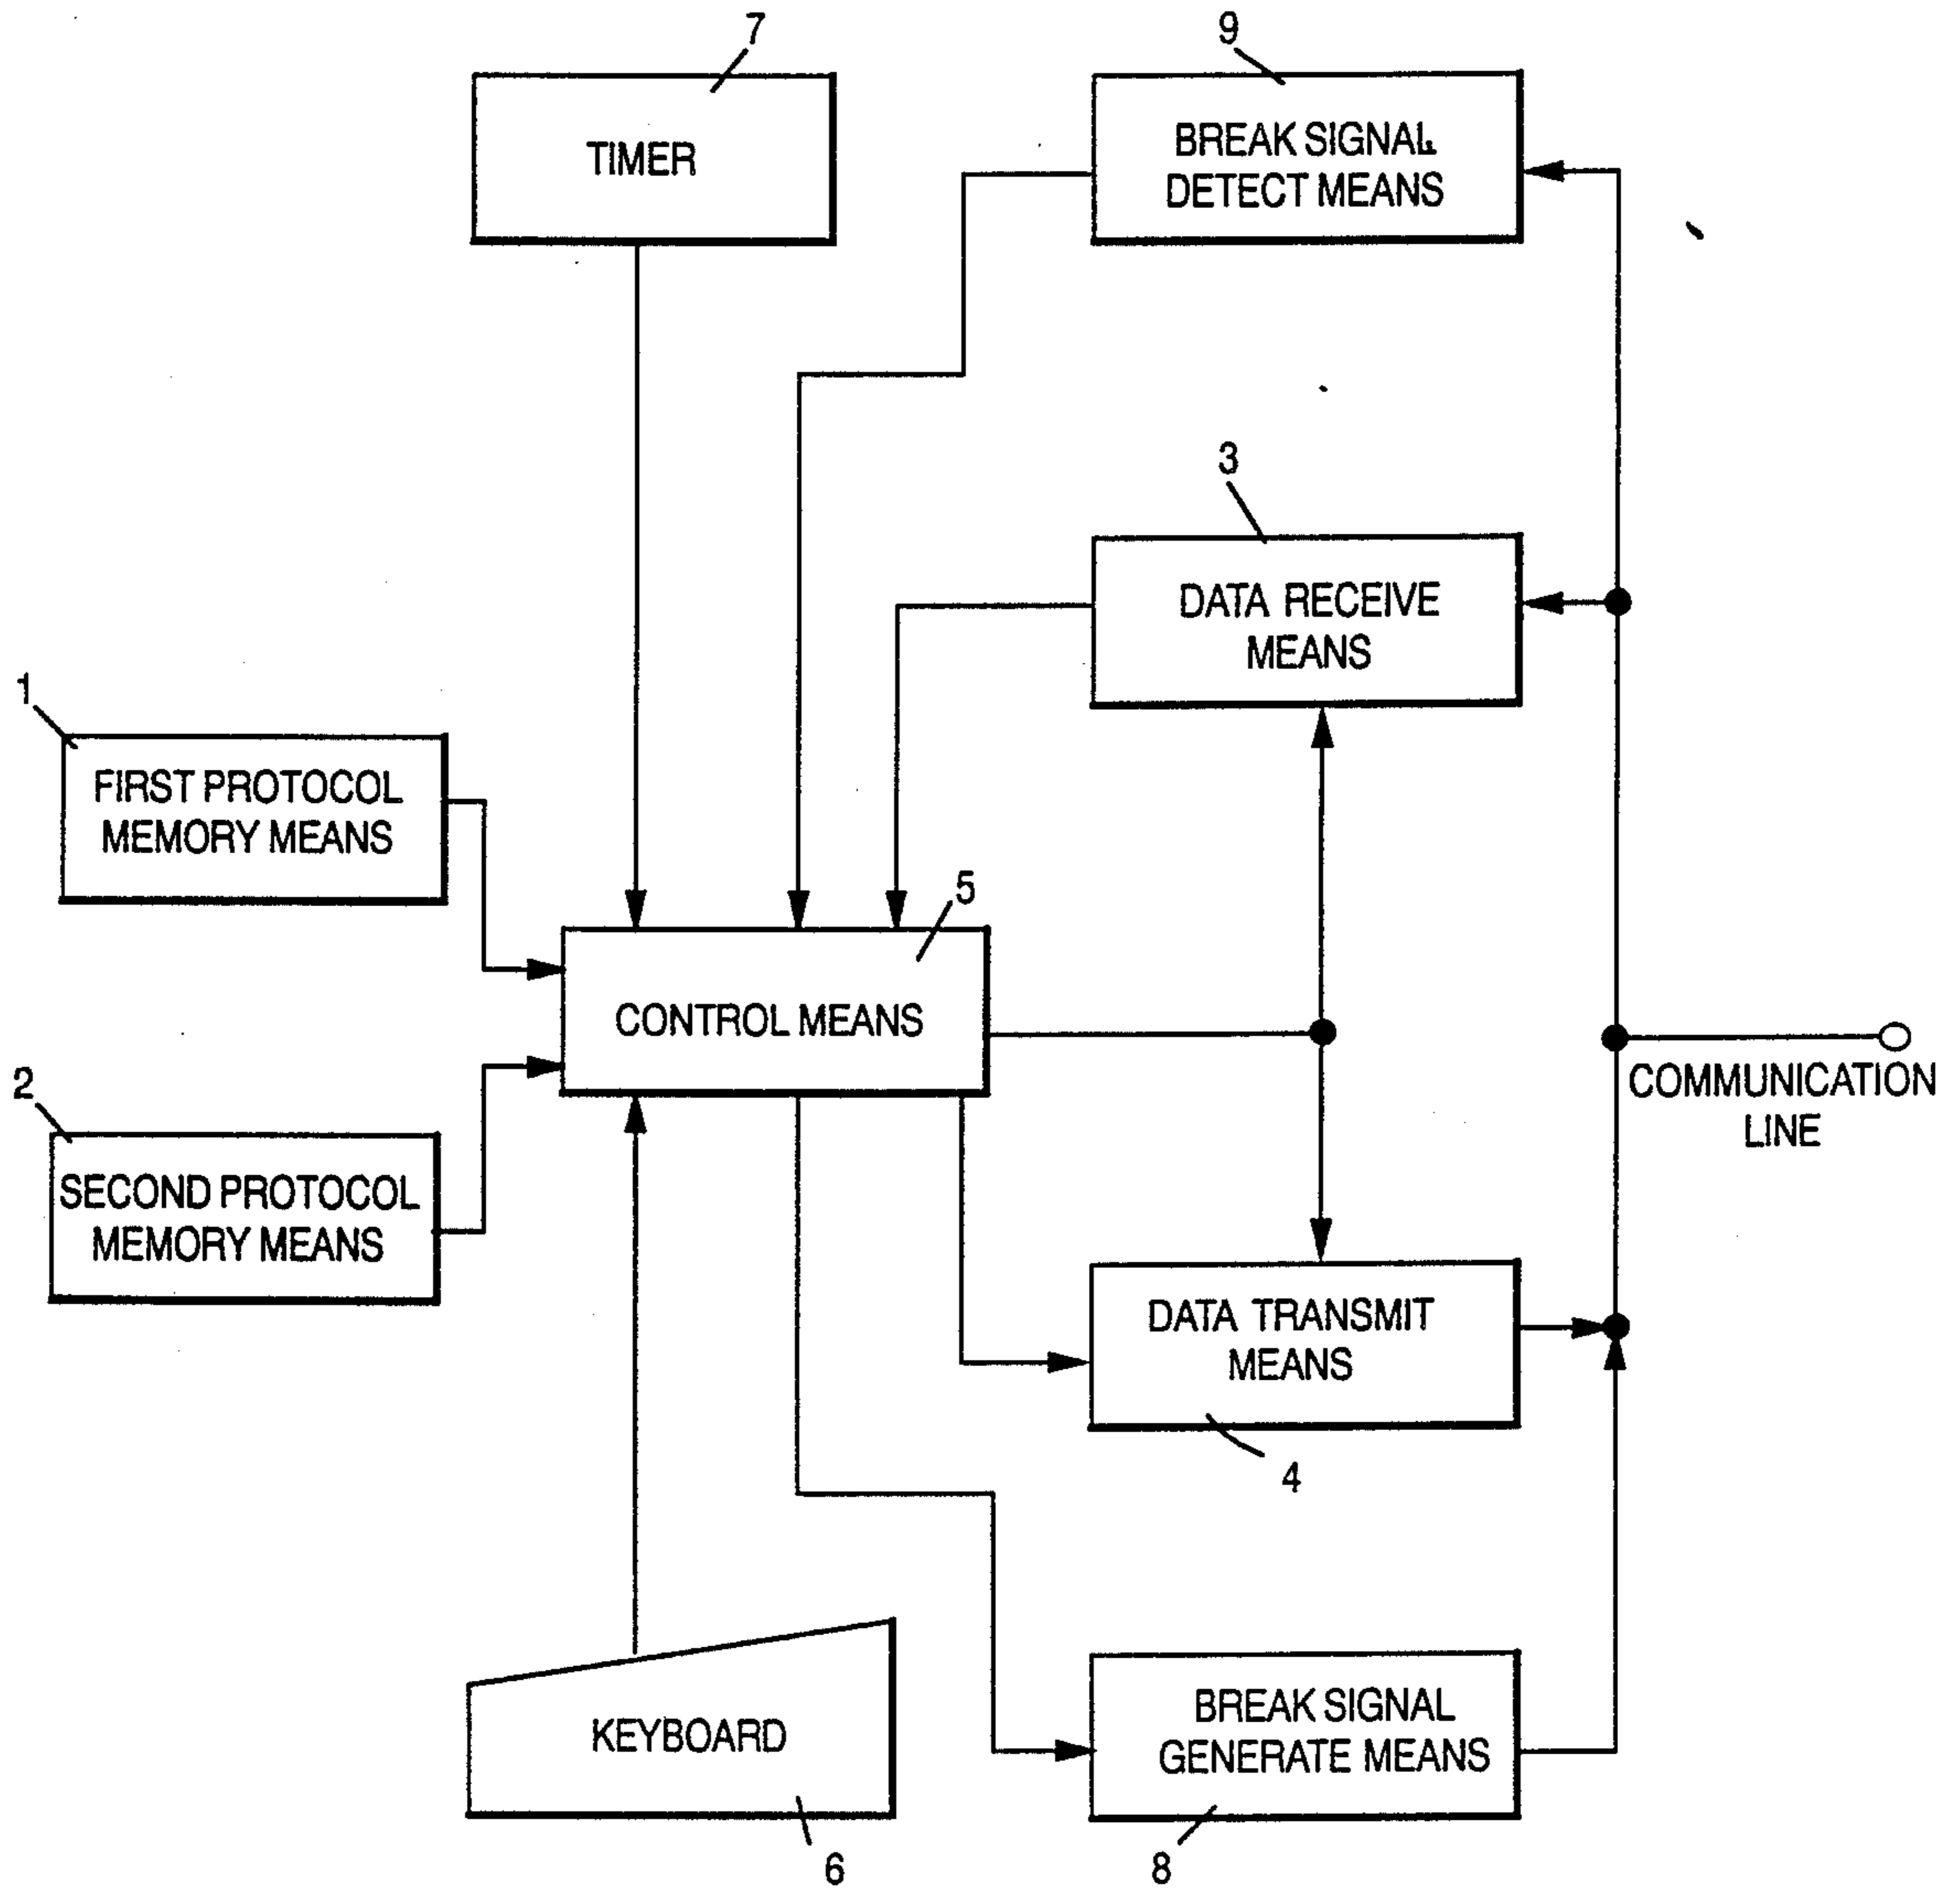 7
9
TIMER
BREAK SIGNAL
DETECT MEANS
3
DATA RECEIVE
MEANS
1
FIRST PROTOCOL
MEMORY MEANS
5
CONTROL MEANS
COMMUNICATION
LINE
2
SECOND PROTOCOL
MEMORY MEANS
DATA TRANSMIT
MEANS
4
KEYBOARD
BREAK SIGNAL
GENERATE MEANS
6
8